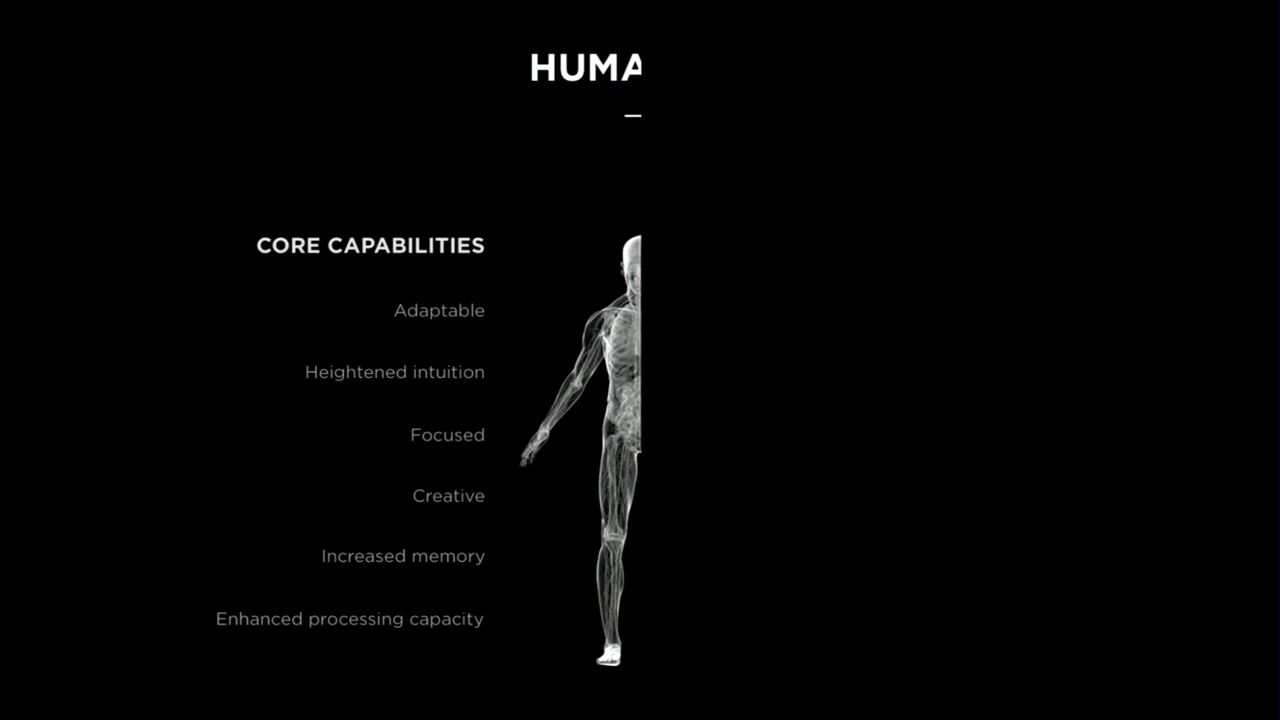 HUMA
CORE CAPABILITIES
Adaptable
Heightened intuition
Focused
Creative
Increased memory
Enhanced processing capacity